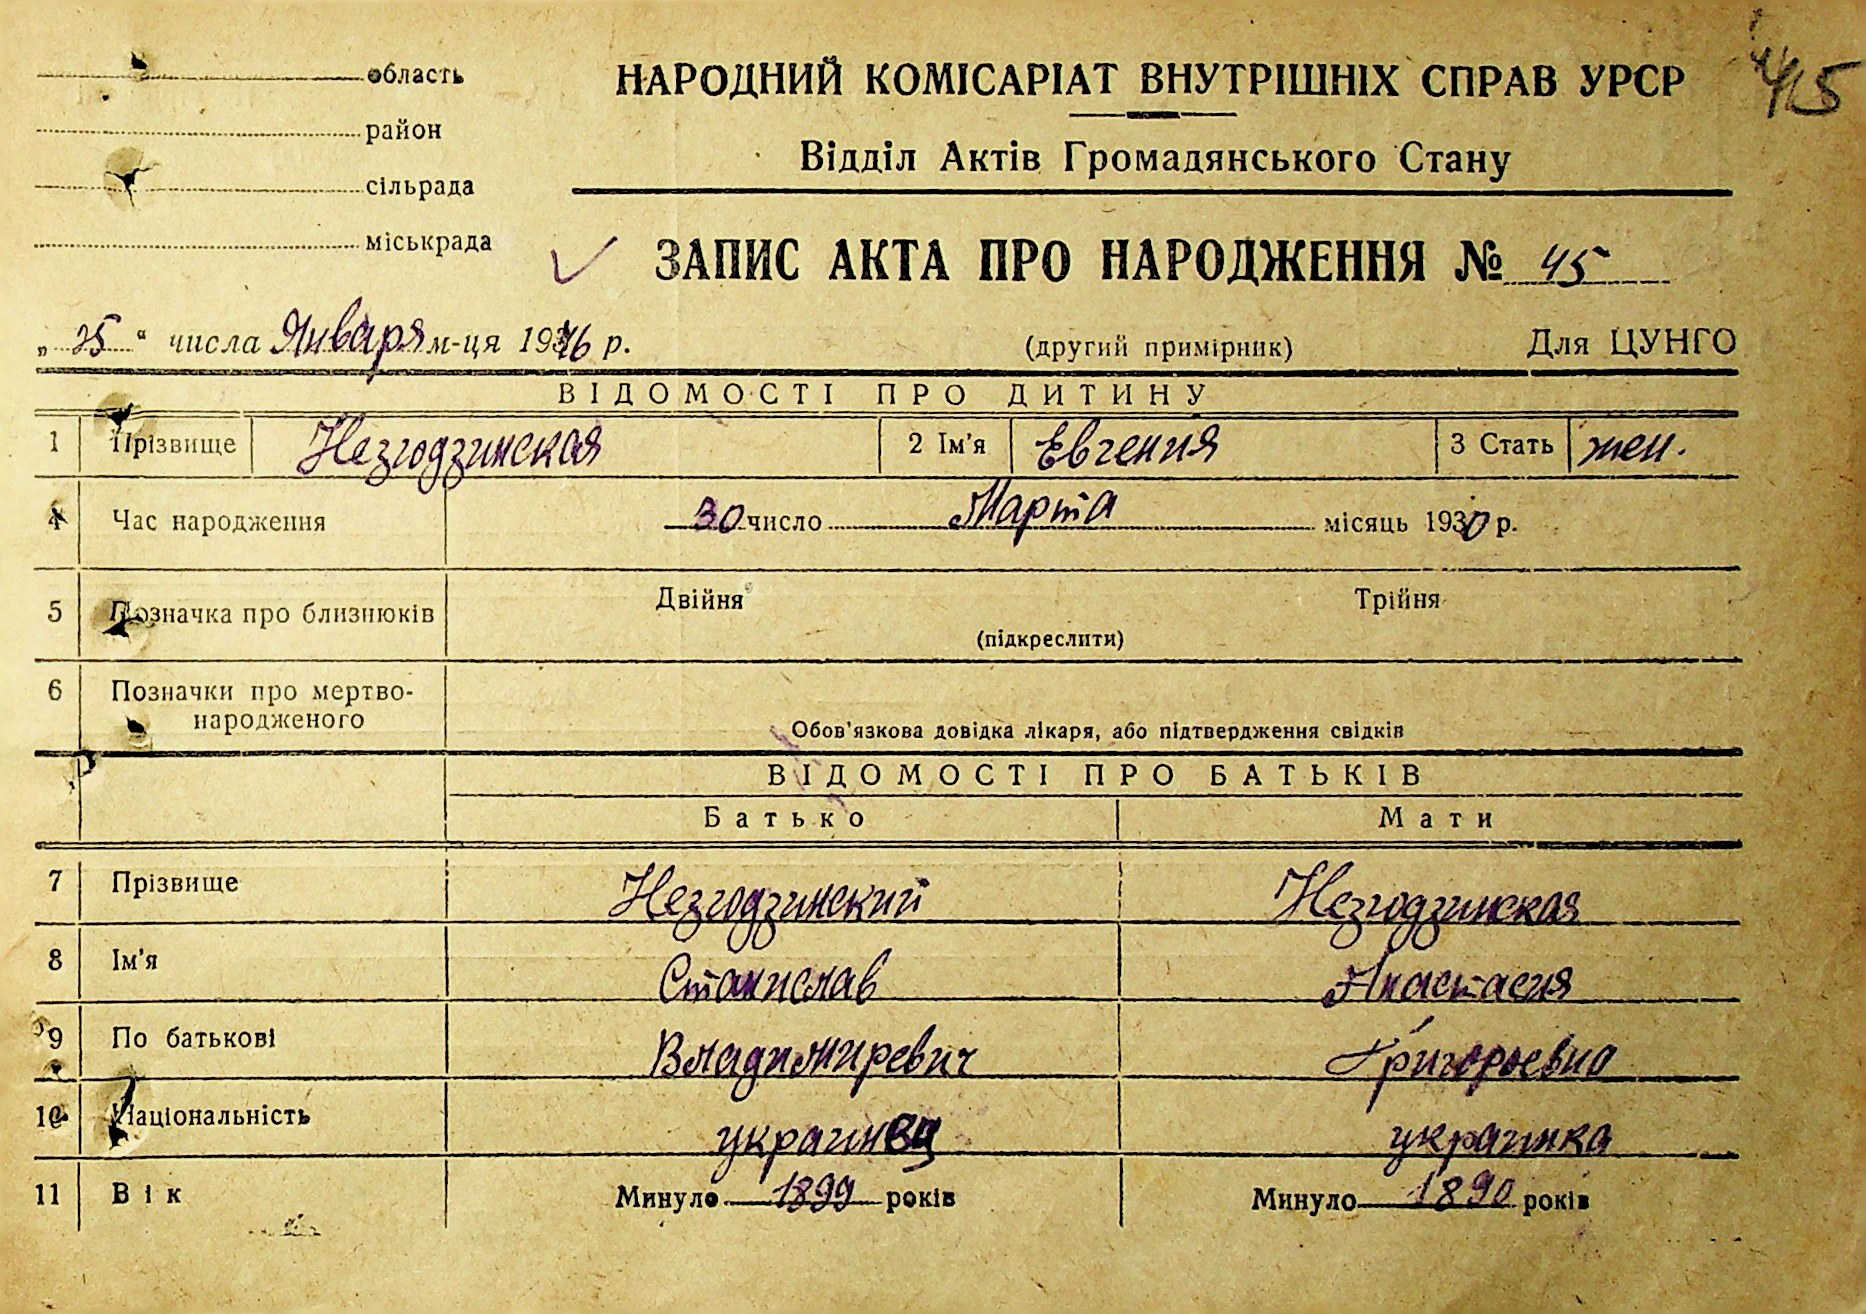 область
район
сільрада
міськрада
НАРОДНИЙ КОМІСАРІАТ ВНУТРІШНІХ СПРАВ УРСР
45
Відділ Актів Громадянського Стану
ЗАПИС АКТА ПРО НАРОДЖЕННЯ № 45
„ 25 “ числа Января м-ця 1946 р.
(другий примірник)
Для ЦУНГО
ВІДОМОСТІ ПРО ДИТИНУ
1 Прізвище Незгодзинская 2 Ім'я Евгения 3 Стать жен.
4 Час народження 30 число Марта місяць 1930 р.
5 Позначка про близнюків Двійня Трійня
(підкреслити)
6 Позначки про мертво-
народженого
Обов'язкова довідка лікаря, або підтвердження свідків
ВІДОМОСТІ ПРО БАТЬКІВ
Батько Мати
7 Прізвище Незгодзинский Незгодзинская
8 Ім'я Станислав Анастасия
9 По батькові Владимиревич Григорьевна
10 Національність украинец украинка
11 Вік Минуло 1899 років Минуло 1890 років